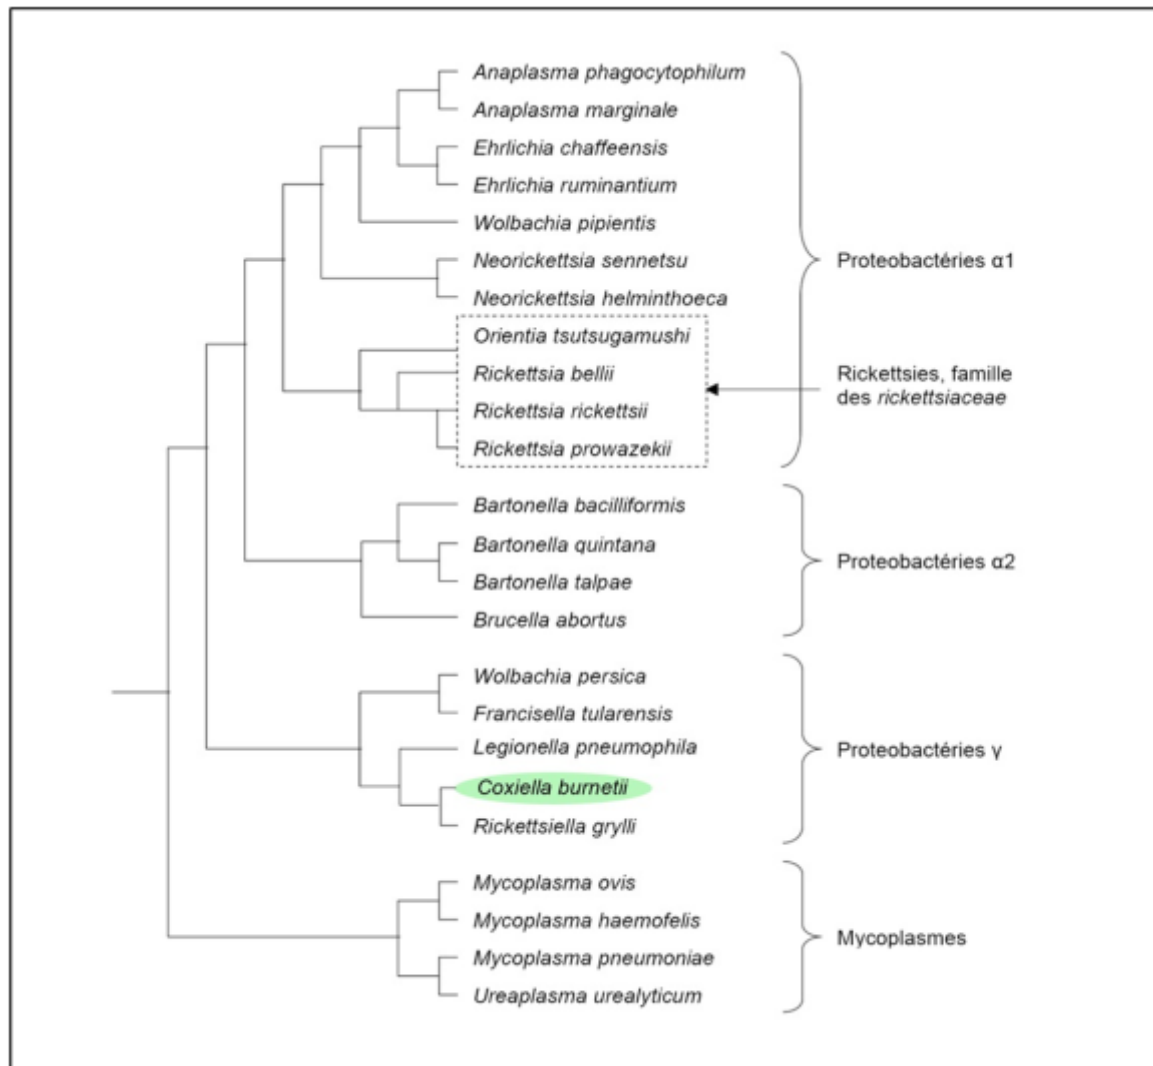 Anaplasma phagocytophilum
Anaplasma marginale
Ehrlichia chaffeensis
Ehrlichia ruminantium
Wolbachia pipientis
Neorickettsia sennetsu
Neorickettsia helminthoeca
Orientia tsutsugamushi
Rickettsia bellii
Rickettsia rickettsii
Rickettsia prowazekii
Proteobactéries α1
Rickettsies, famille
des rickettsiaceae
Bartonella bacilliformis
Bartonella quintana
Bartonella talpae
Brucella abortus
Proteobactéries α2
Wolbachia persica
Francisella tularensis
Legionella pneumophila
Coxiella burnetii
Rickettsiella grylli
Proteobactéries γ
Mycoplasma ovis
Mycoplasma haemofelis
Mycoplasma pneumoniae
Ureaplasma urealyticum
Mycoplasmes